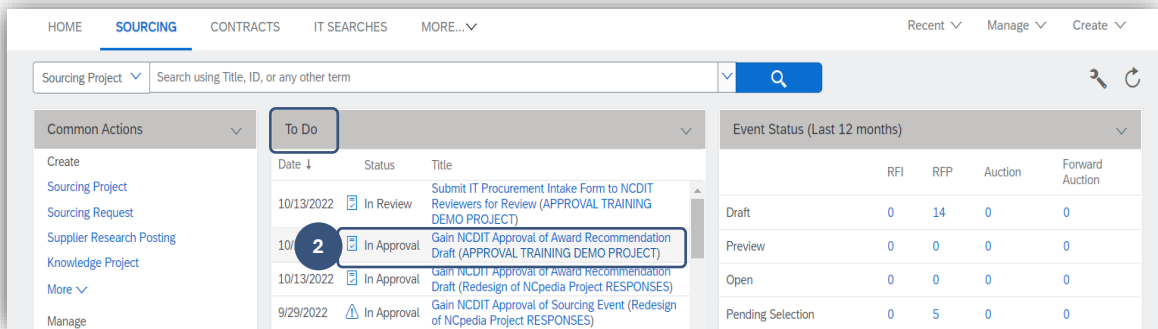 HOME SOURCING CONTRACTS IT SEARCHES MORE... Recent Manage Create
Sourcing Project Search using Title, ID, or any other term
Common Actions
Create
Sourcing Project
Sourcing Request
Supplier Research Posting
Knowledge Project
More
Manage
To Do
Date ↓ Status Title
10/13/2022 In Review Submit IT Procurement Intake Form to NCDIT
Reviewers for Review (APPROVAL TRAINING
DEMO PROJECT)
10/ 2 In Approval Gain NCDIT Approval of Award Recommendation
Draft (APPROVAL TRAINING DEMO PROJECT)
10/13/2022 In Approval Gain NCDIT Approval of Award Recommendation
Draft (Redesign of NCpedia Project RESPONSES)
9/29/2022 In Approval Gain NCDIT Approval of Sourcing Event (Redesign
of NCpedia Project RESPONSES)
Event Status (Last 12 months)
RFI RFP Auction Forward
Auction
Draft 0 14 0 0
Preview 0 0 0 0
Open 0 0 0 0
Pending Selection 0 5 0 0